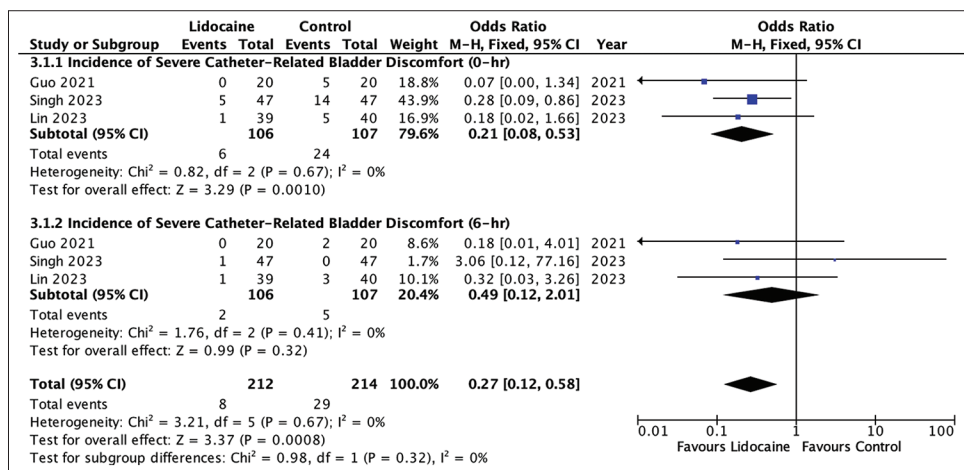 Lidocaine Control Odds Ratio Odds Ratio
Study or Subgroup Events Total Events Total Weight M-H, Fixed, 95% CI Year M-H, Fixed, 95% CI
3.1.1 Incidence of Severe Catheter-Related Bladder Discomfort (0-hr)
Guo 2021 0 20 5 20 18.8% 0.07 [0.00, 1.34] 2021
Singh 2023 5 47 14 47 43.9% 0.28 [0.09, 0.86] 2023
Lin 2023 1 39 5 40 16.9% 0.18 [0.02, 1.66] 2023
Subtotal (95% CI) 106 107 79.6% 0.21 [0.08, 0.53]
Total events 6 24
Heterogeneity: Chi² = 0.82, df = 2 (P = 0.67); I² = 0%
Test for overall effect: Z = 3.29 (P = 0.0010)
3.1.2 Incidence of Severe Catheter-Related Bladder Discomfort (6-hr)
Guo 2021 0 20 2 20 8.6% 0.18 [0.01, 4.01] 2021
Singh 2023 1 47 0 47 1.7% 3.06 [0.12, 77.16] 2023
Lin 2023 1 39 3 40 10.1% 0.32 [0.03, 3.26] 2023
Subtotal (95% CI) 106 107 20.4% 0.49 [0.12, 2.01]
Total events 2 5
Heterogeneity: Chi² = 1.76, df = 2 (P = 0.41); I² = 0%
Test for overall effect: Z = 0.99 (P = 0.32)
Total (95% CI) 212 214 100.0% 0.27 [0.12, 0.58]
Total events 8 29
Heterogeneity: Chi² = 3.21, df = 5 (P = 0.67); I² = 0%
Test for overall effect: Z = 3.37 (P = 0.0008)
Test for subgroup differences: Chi² = 0.98, df = 1 (P = 0.32), I² = 0%
0.01 0.1 1 10 100
Favours Lidocaine Favours Control